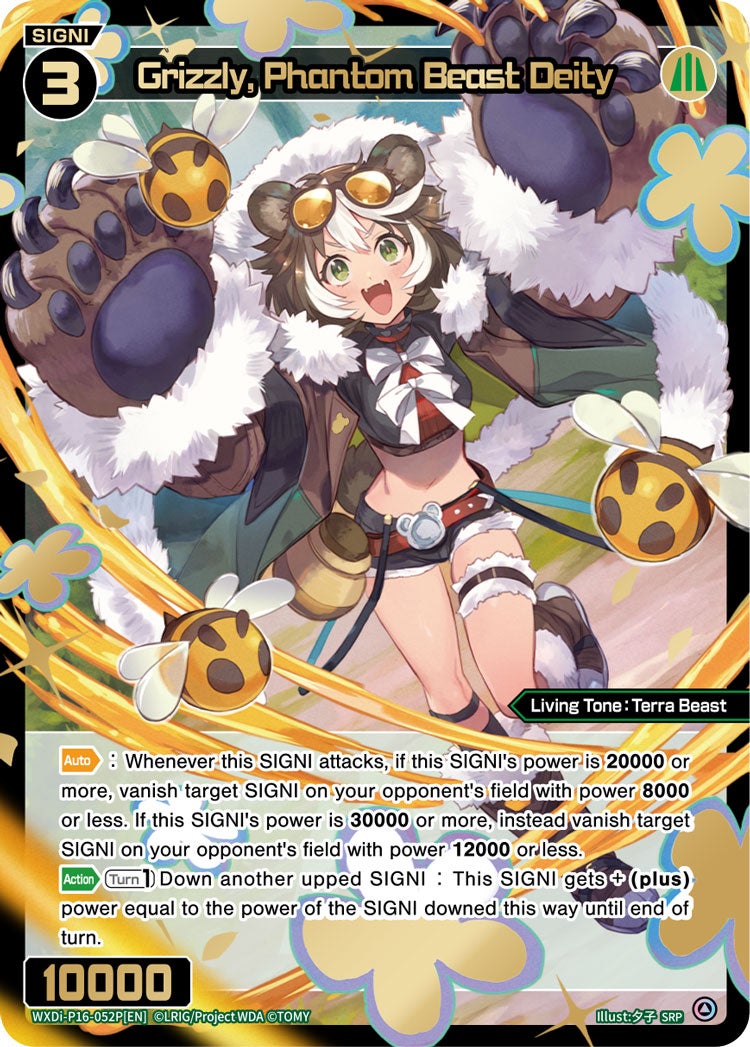 SIGNI
3
Grizzly, Phantom Beast Deity
Living Tone：Terra Beast
Auto：Whenever this SIGNI attacks, if this SIGNI's power is 20000 or
more, vanish target SIGNI on your opponent's field with power 8000
or less. If this SIGNI's power is 30000 or more, instead vanish target
SIGNI on your opponent's field with power 12000 or less.
Action Turn 1 Down another upped SIGNI：This SIGNI gets + (plus)
power equal to the power of the SIGNI downed this way until end of
turn.
10000
WXDi-P16-052P[EN] ©LRIG/Project WDA ©TOMY
Illust:夕子 SRP